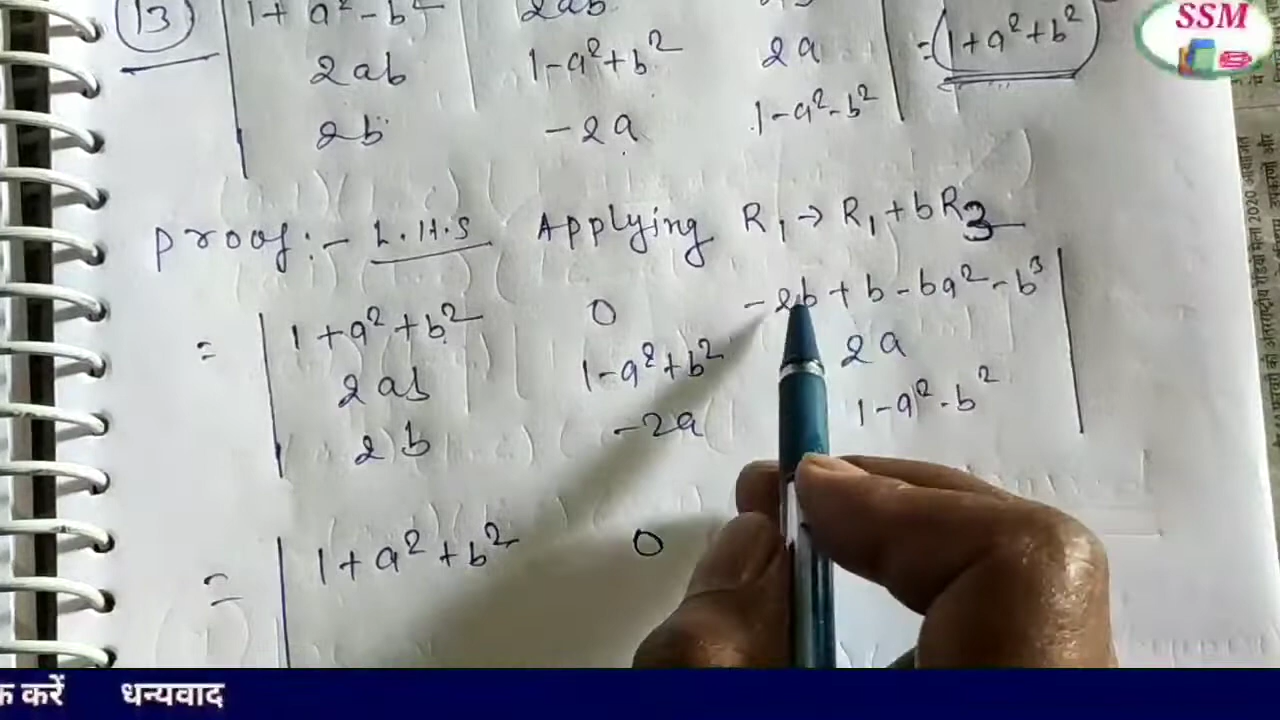 13) | 1+a²-b² 2ab
2ab 1-a²+b² 2a = (1+a²+b²)
2b -2a 1-a²-b²
SSM
Proof:- L.H.S Applying R₁ → R₁ + bR₃
= | 1+a²+b² 0 -2b+b-ba²-b³ |
2ab 1-a²+b² 2a
2b -2a 1-a²-b²
= | 1+a²+b² 0
करें धन्यवाद